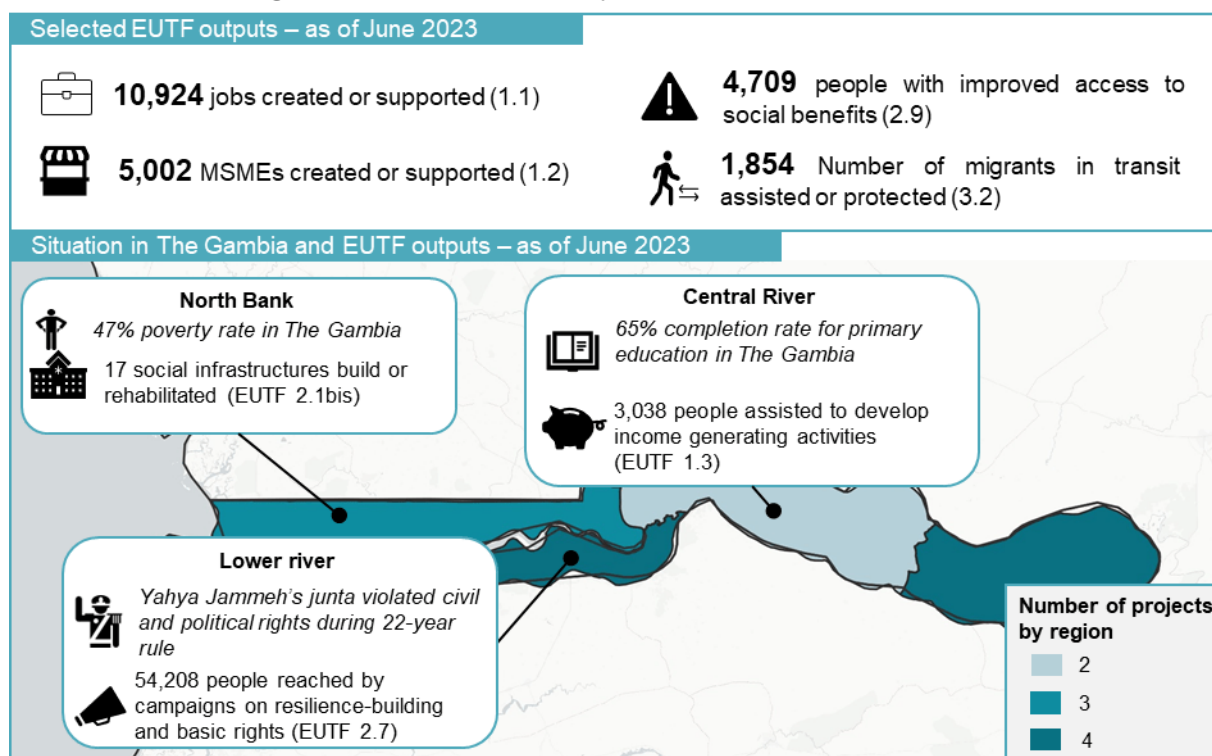 Selected EUTF outputs – as of June 2023
10,924 jobs created or supported (1.1)
5,002 MSMEs created or supported (1.2)
4,709 people with improved access to
social benefits (2.9)
1,854 Number of migrants in transit
assisted or protected (3.2)
Situation in The Gambia and EUTF outputs – as of June 2023
North Bank
47% poverty rate in The Gambia
17 social infrastructures build or
rehabilitated (EUTF 2.1bis)
Central River
65% completion rate for primary
education in The Gambia
3,038 people assisted to develop
income generating activities
(EUTF 1.3)
Lower river
Yahya Jammeh's junta violated civil
and political rights during 22-year
rule
54,208 people reached by
campaigns on resilience-building
and basic rights (EUTF 2.7)
Number of projects
by region
2
3
4